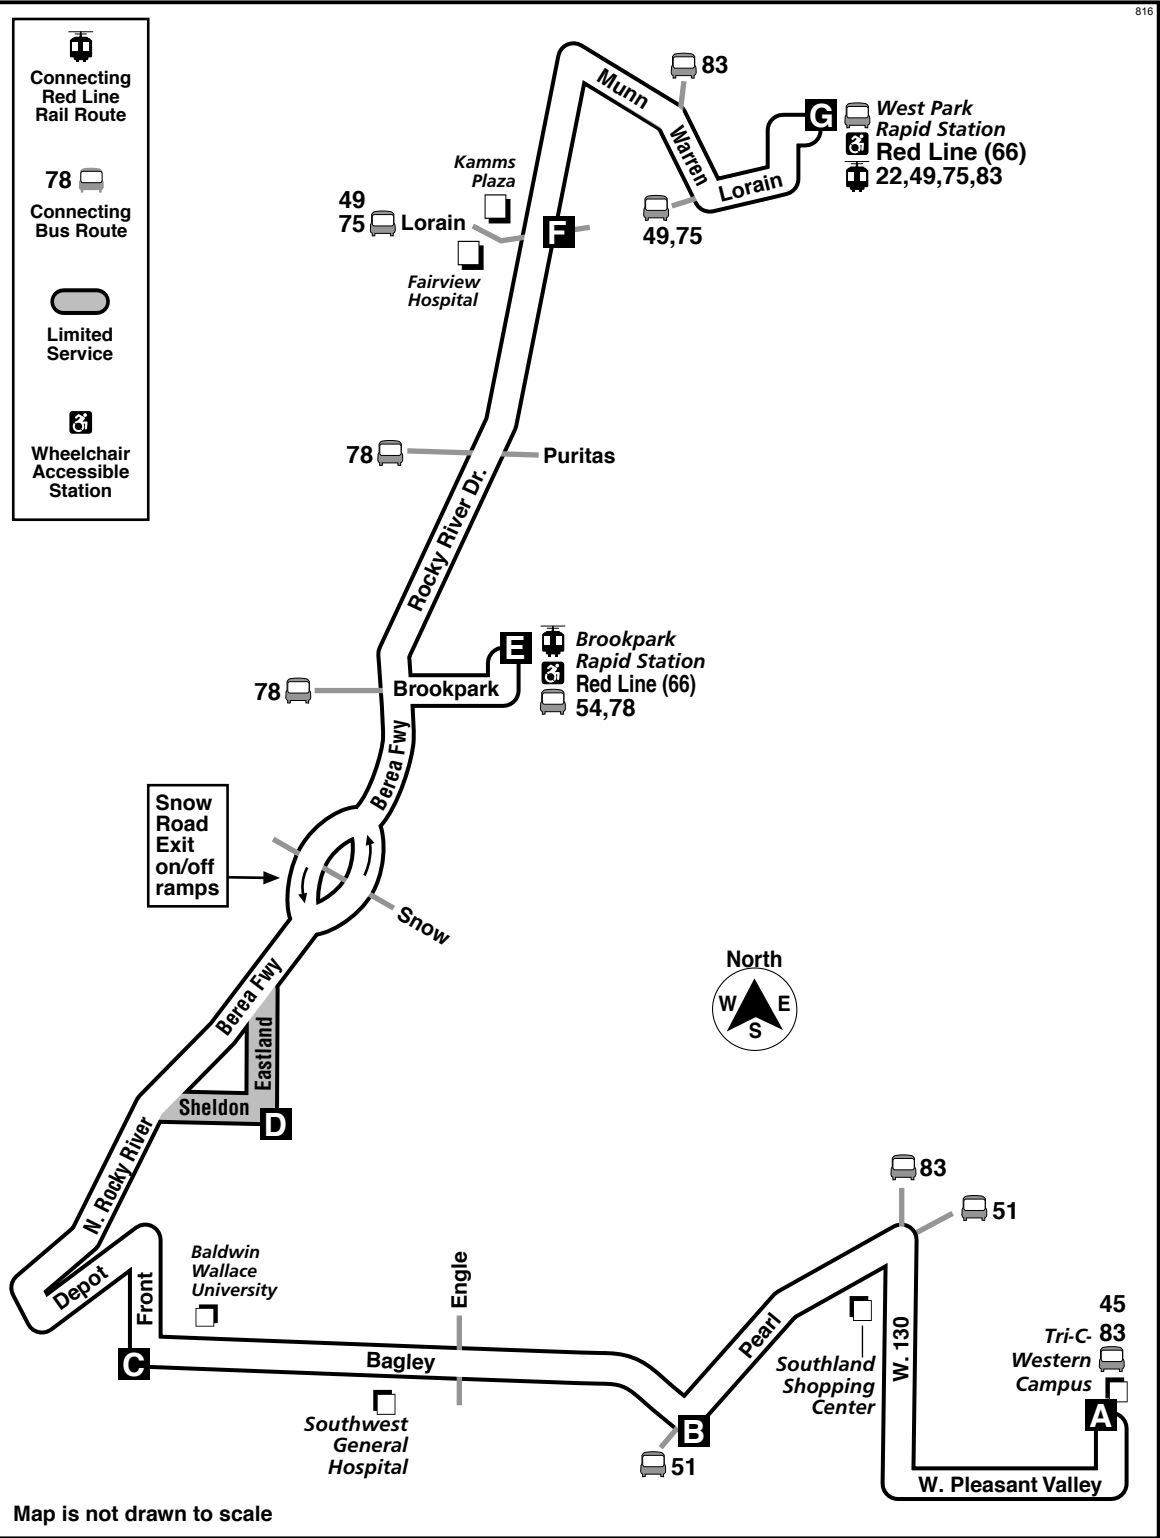 816
Connecting
Red Line
Rail Route
78
Connecting
Bus Route
Limited
Service
Wheelchair
Accessible
Station
83
Munn
Warren
Lorain
G
West Park
Rapid Station
Red Line (66)
22,49,75,83
Kamms
Plaza
49
75
Lorain
F
49,75
Fairview
Hospital
78
Puritas
Rocky River Dr.
E
Brookpark
Rapid Station
Red Line (66)
54,78
78
Brookpark
Berea Fwy
Snow
Road
Exit
on/off
ramps
Snow
North
W
E
S
Berea Fwy
Eastland
Sheldon
D
N. Rocky River
Depot
Front
C
Baldwin
Wallace
University
Engle
Bagley
Southwest
General
Hospital
B
51
Pearl
83
51
Southland
Shopping
Center
W. 130
45
Tri-C- 83
Western
Campus
A
W. Pleasant Valley
Map is not drawn to scale